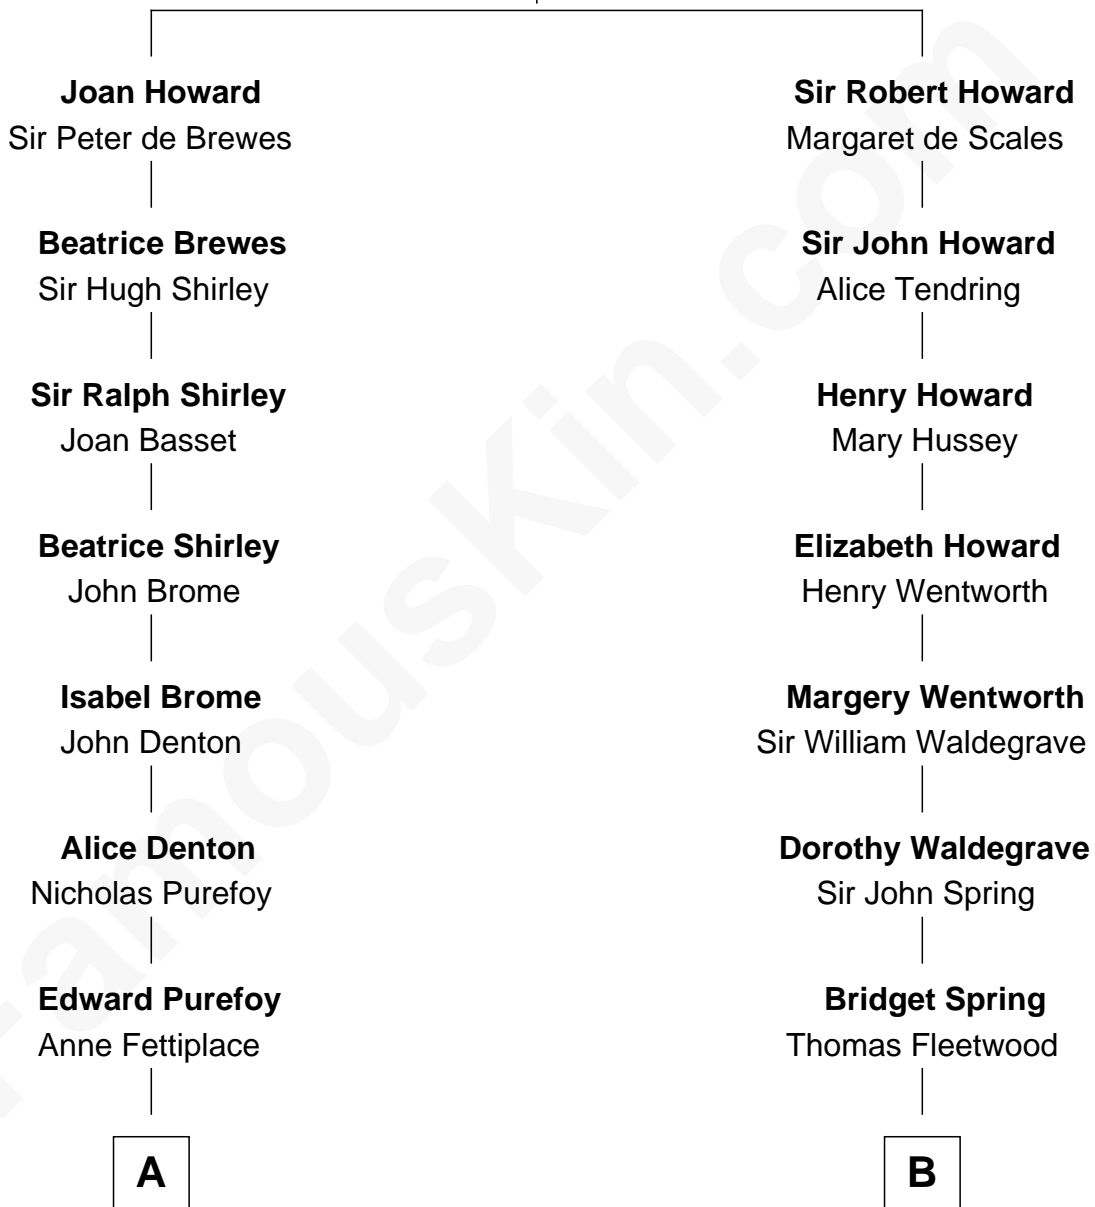 Joan Howard
Sir Peter de Brewes
Beatrice Brewes
Sir Hugh Shirley
Sir Ralph Shirley
Joan Basset
Beatrice Shirley
John Brome
Isabel Brome
John Denton
Alice Denton
Nicholas Purefoy
Edward Purefoy
Anne Fettiplace
A
Sir Robert Howard
Margaret de Scales
Sir John Howard
Alice Tendring
Henry Howard
Mary Hussey
Elizabeth Howard
Henry Wentworth
Margery Wentworth
Sir William Waldegrave
Dorothy Waldegrave
Sir John Spring
Bridget Spring
Thomas Fleetwood
B
FamousKin.com